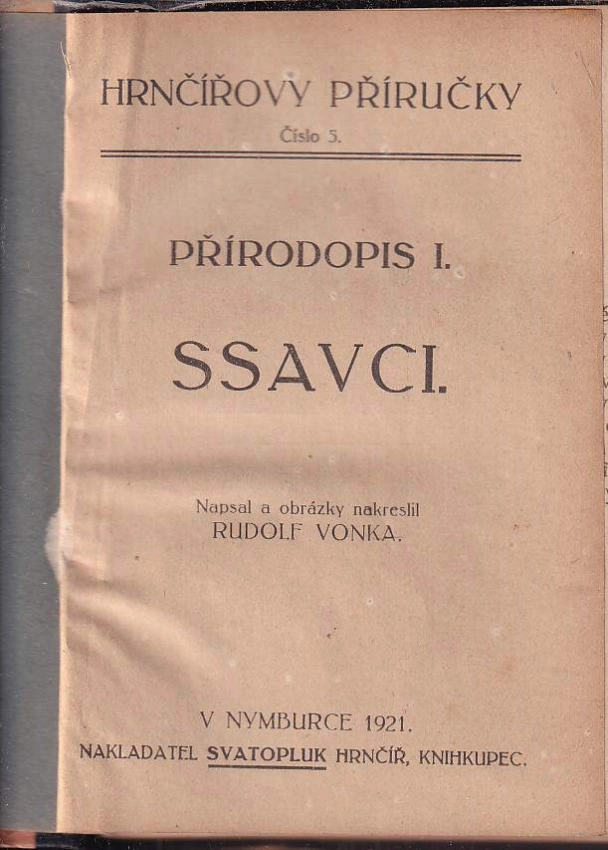 HRNČÍŘOVY PŘÍRUČKY
Číslo 5.
PŘÍRODOPIS I.
SSAVCI.
Napsal a obrázky nakreslil
RUDOLF VONKA.
V NYMBURCE 1921.
NAKLADATEL SVATOPLUK HRNČÍŘ, KNIHKUPEC.